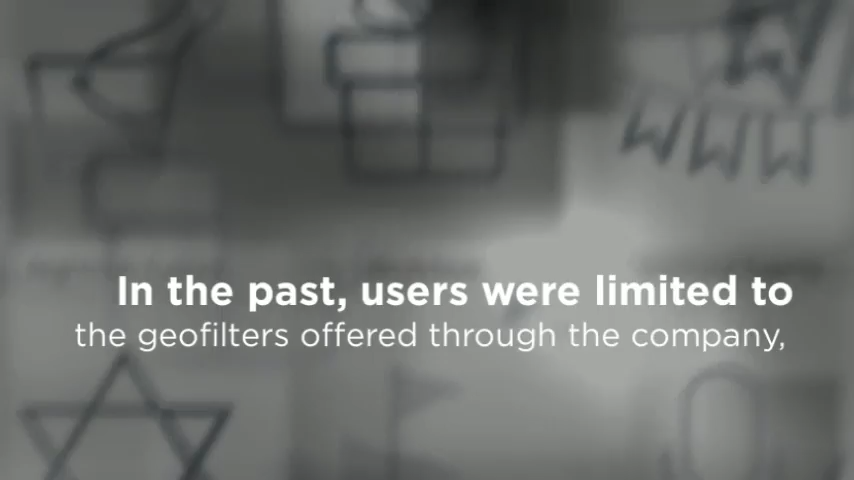 In the past, users were limited to
the geofilters offered through the company,